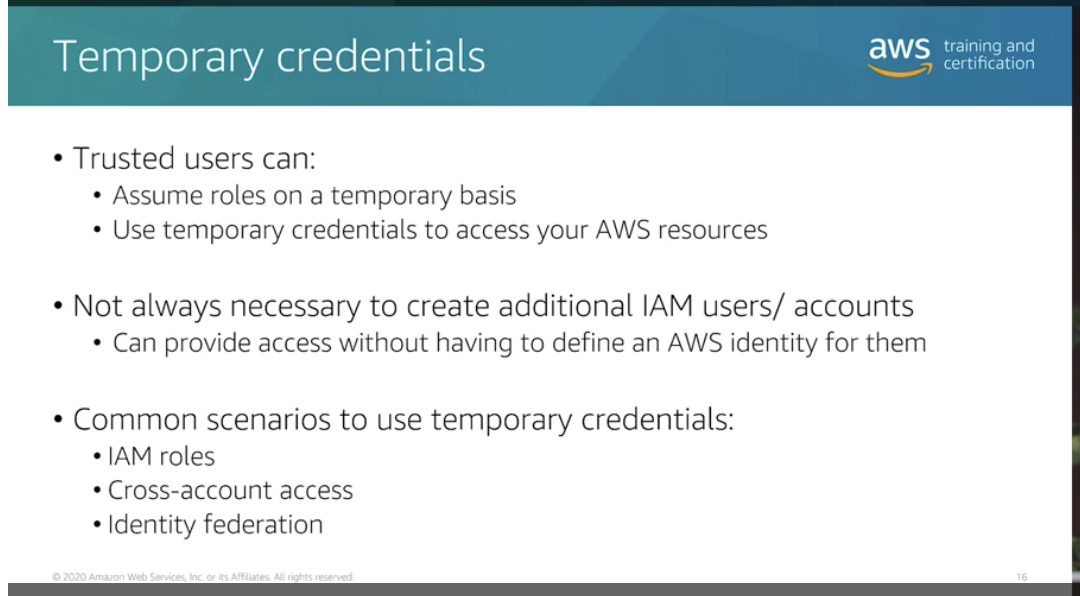 Temporary credentials
aws training and
certification
• Trusted users can:
• Assume roles on a temporary basis
• Use temporary credentials to access your AWS resources
• Not always necessary to create additional IAM users/ accounts
• Can provide access without having to define an AWS identity for them
• Common scenarios to use temporary credentials:
• IAM roles
• Cross-account access
• Identity federation
© 2020 Amazon Web Services, Inc. or its Affiliates. All rights reserved.
16